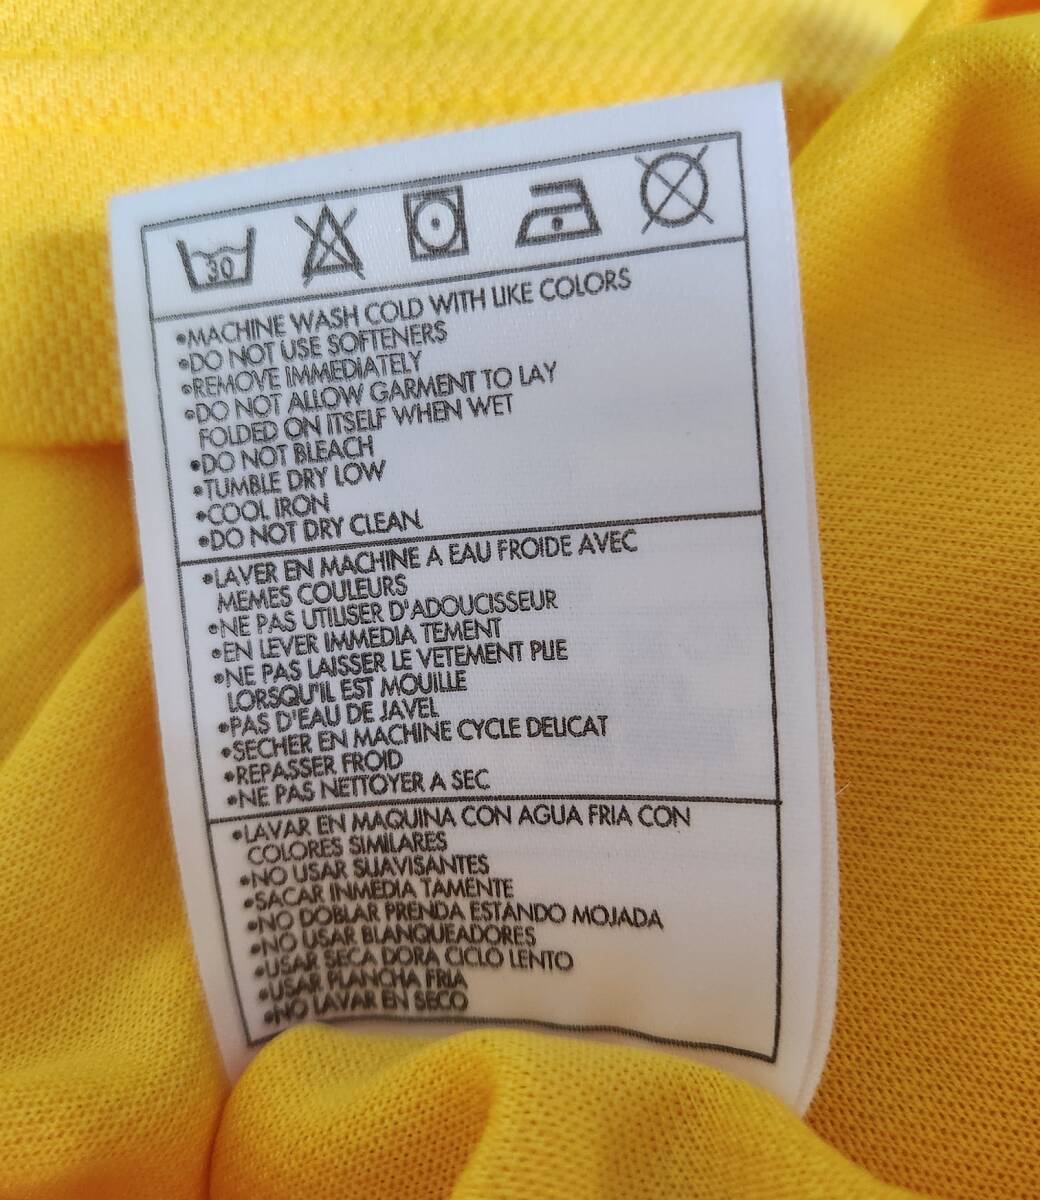 30
•MACHINE WASH COLD WITH LIKE COLORS
•DO NOT USE SOFTENERS
•REMOVE IMMEDIATELY
•DO NOT ALLOW GARMENT TO LAY
FOLDED ON ITSELF WHEN WET
•DO NOT BLEACH
•TUMBLE DRY LOW
•COOL IRON
•DO NOT DRY CLEAN
•LAVER EN MACHINE A EAU FROIDE AVEC
MEMES COULEURS
•NE PAS UTILISER D'ADOUCISSEUR
•EN LEVER IMMEDIA TEMENT
•NE PAS LAISSER LE VETEMENT PLIE
LORSQU'IL EST MOUILLE
•PAS D'EAU DE JAVEL
•SECHER EN MACHINE CYCLE DELICAT
•REPASSER FROID
•NE PAS NETTOYER A SEC
•LAVAR EN MAQUINA CON AGUA FRIA CON
COLORES SIMILARES
•NO USAR SUAVISANTES
•SACAR INMEDIA TAMENTE
•NO DOBLAR PRENDA ESTANDO MOJADA
•NO USAR BLANQUEADORES
•USAR SECA DORA CICLO LENTO
•USAR PLANCHA FRIA
•NO LAVAR EN SECO